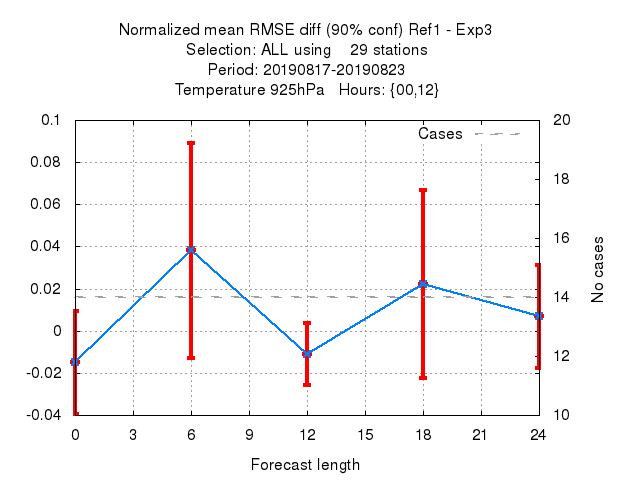 Normalized mean RMSE diff (90% conf) Ref1 - Exp3
Selection: ALL using    29 stations
Period: 20190817-20190823
Temperature 925hPa   Hours: {00,12}
Cases
0.1
0.08
0.06
0.04
0.02
0
-0.02
-0.04
20
18
16
14
12
10
No cases
0 3 6 9 12 15 18 21 24
Forecast length